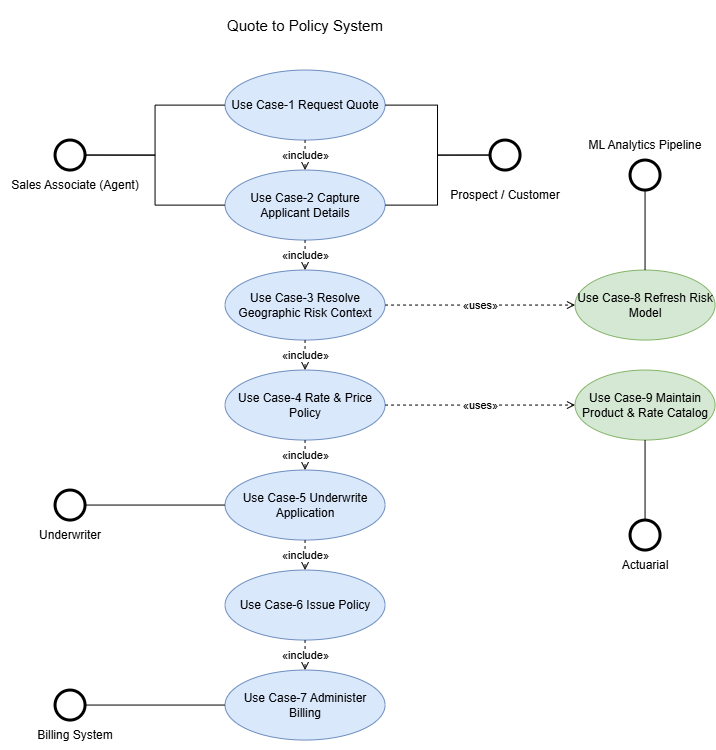 Quote to Policy System
Use Case-1 Request Quote
«include»
Sales Associate (Agent)
Prospect / Customer
ML Analytics Pipeline
Use Case-2 Capture
Applicant Details
«include»
Use Case-3 Resolve
Geographic Risk Context
«uses»
Use Case-8 Refresh Risk
Model
«include»
Use Case-4 Rate & Price
Policy
«uses»
Use Case-9 Maintain
Product & Rate Catalog
«include»
Use Case-5 Underwrite
Application
Underwriter
Actuarial
«include»
Use Case-6 Issue Policy
«include»
Use Case-7 Administer
Billing
Billing System